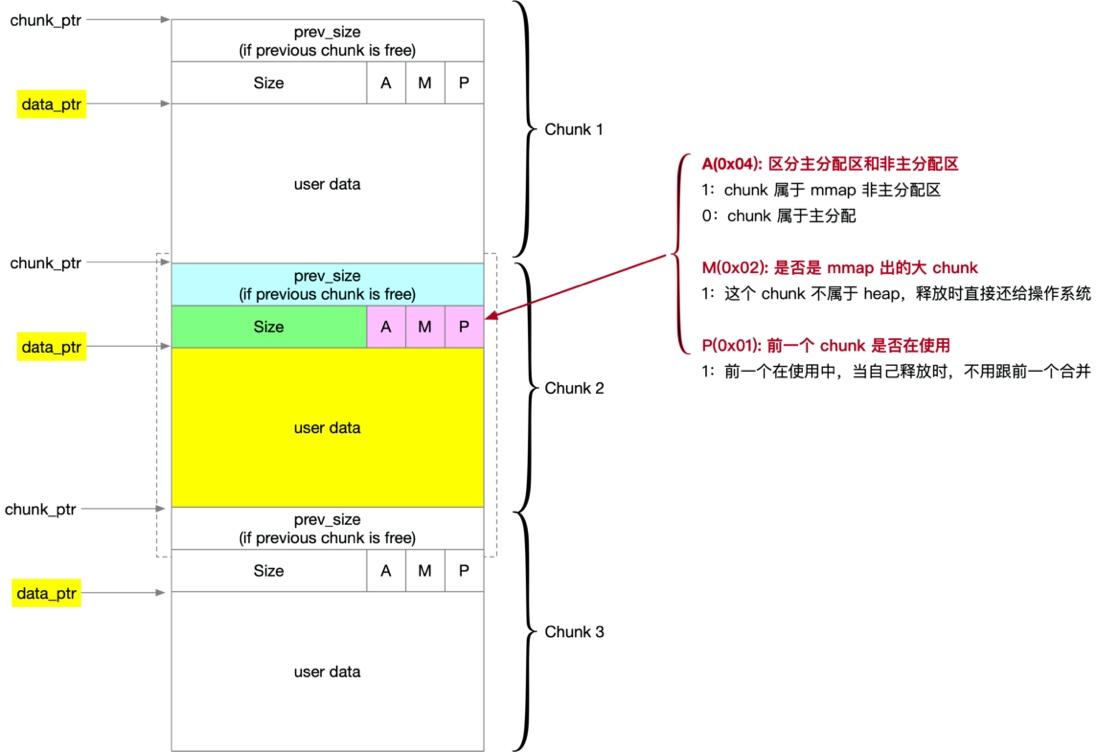 chunk_ptr
prev_size
(if previous chunk is free)
Size A M P
data_ptr
Chunk 1
user data
A(0x04): 区分主分配区和非主分配区
1：chunk 属于 mmap 非主分配区
0：chunk 属于主分配
M(0x02): 是否是 mmap 出的大 chunk
1：这个 chunk 不属于 heap，释放时直接还给操作系统
P(0x01): 前一个 chunk 是否在使用
1：前一个在使用中，当自己释放时，不用跟前一个合并
chunk_ptr
prev_size
(if previous chunk is free)
Size A M P
data_ptr
Chunk 2
user data
chunk_ptr
prev_size
(if previous chunk is free)
Size A M P
data_ptr
Chunk 3
user data